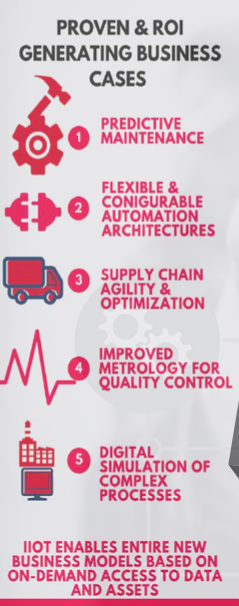 PROVEN & ROI
GENERATING BUSINESS
CASES
1
PREDICTIVE
MAINTENANCE
2
FLEXIBLE &
CONIGURABLE
AUTOMATION
ARCHITECTURES
3
SUPPLY CHAIN
AGILITY &
OPTIMIZATION
4
IMPROVED
METROLOGY FOR
QUALITY CONTROL
5
DIGITAL
SIMULATION OF
COMPLEX
PROCESSES
IIOT ENABLES ENTIRE NEW
BUSINESS MODELS BASED ON
ON-DEMAND ACCESS TO DATA
AND ASSETS